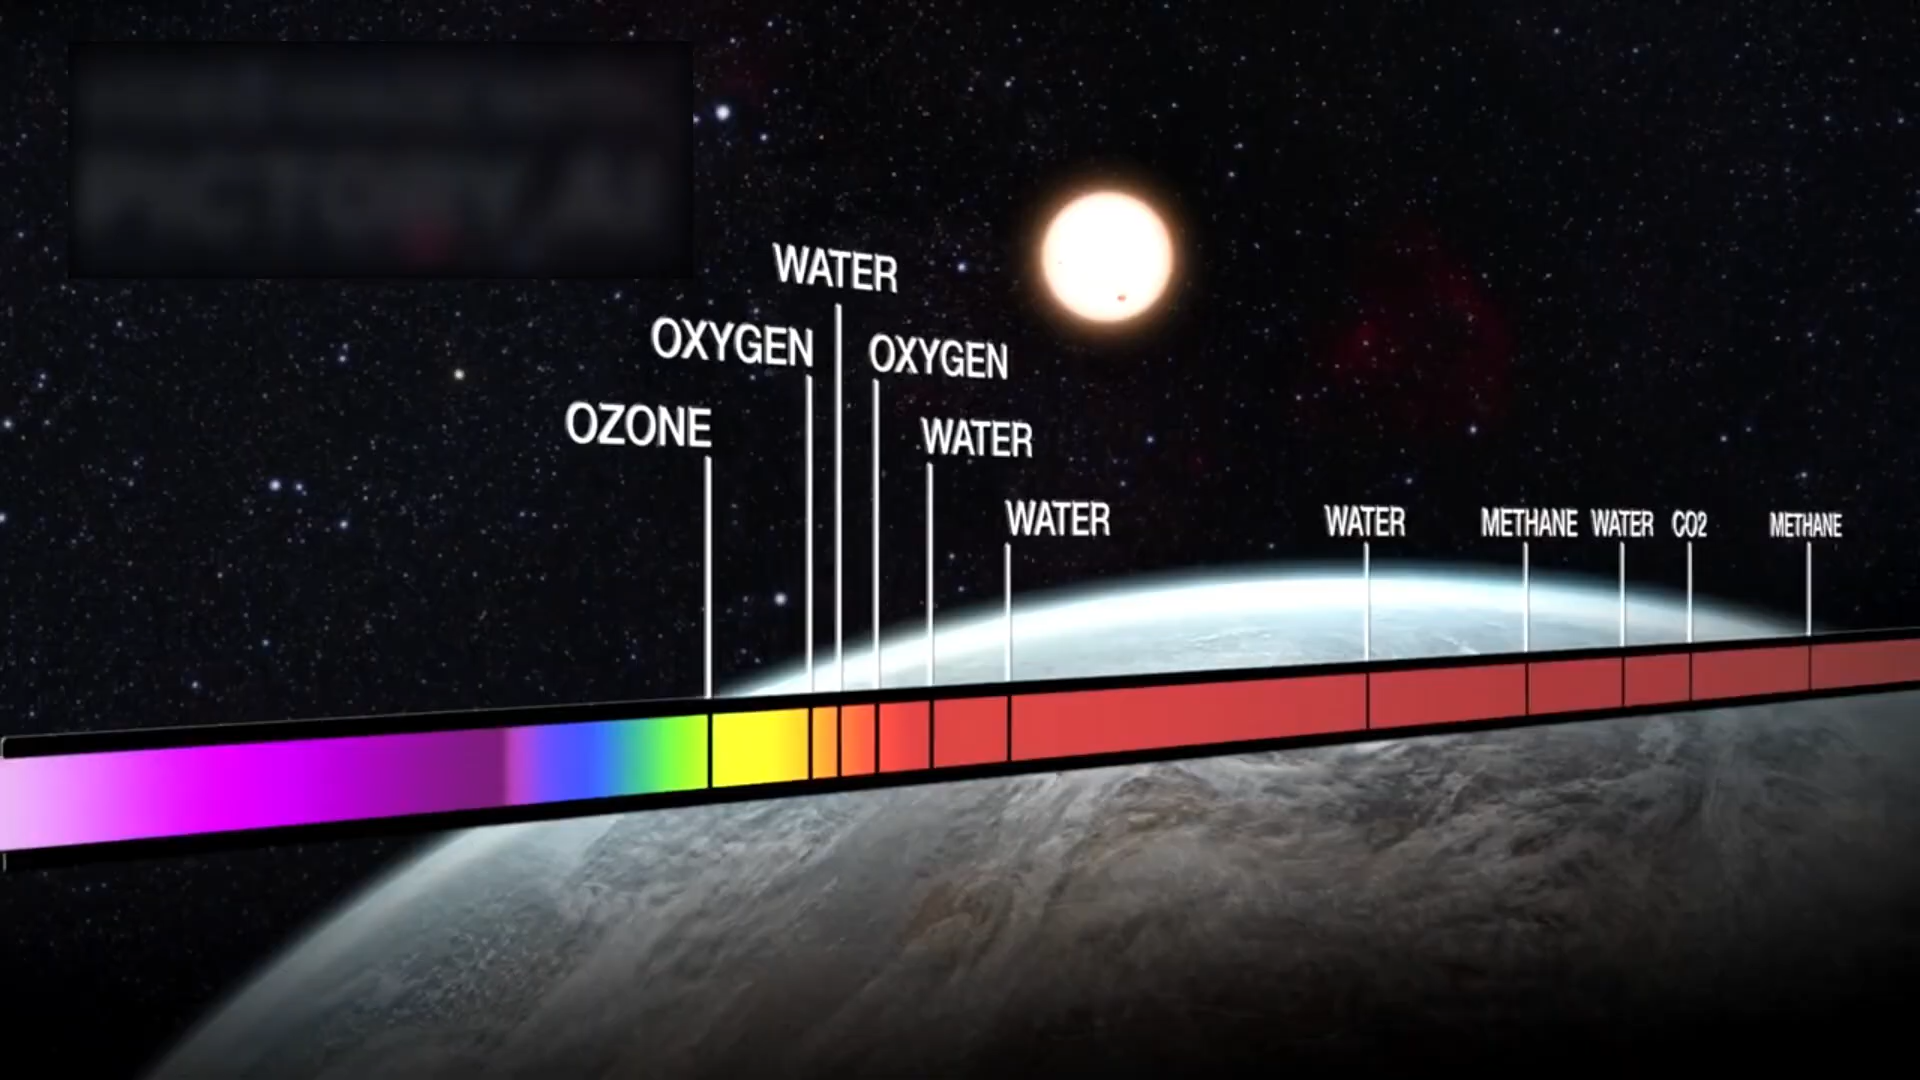 WATER
OXYGEN
OXYGEN
OZONE
WATER
WATER
WATER
METHANE
WATER
CO2
METHANE